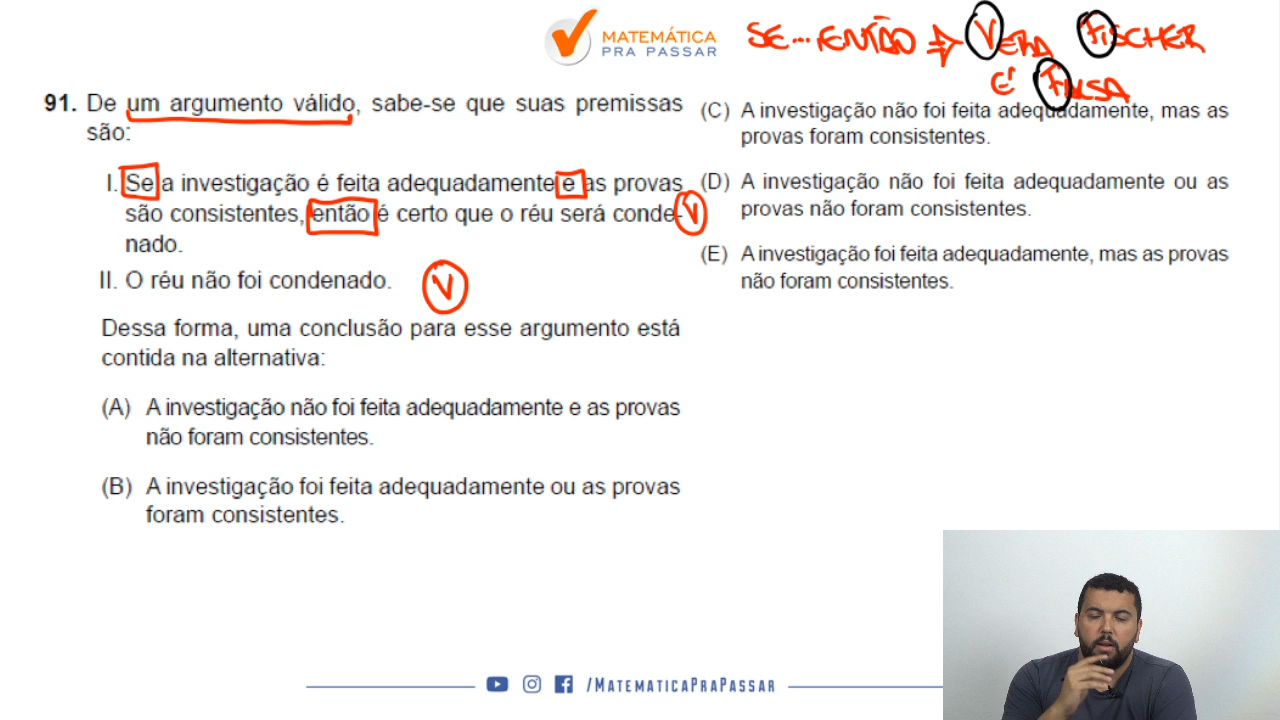 MATEMÁTICA
PRA PASSAR
SE... ENTÃO → VERA FISCHER
É FALSA
91. De um argumento válido, sabe-se que suas premissas
são:
I. Se a investigação é feita adequadamente e as provas
são consistentes, então é certo que o réu será conde-
nado.
V
II. O réu não foi condenado.
V
Dessa forma, uma conclusão para esse argumento está
contida na alternativa:
(A) A investigação não foi feita adequadamente e as provas
não foram consistentes.
(B) A investigação foi feita adequadamente ou as provas
foram consistentes.
(C) A investigação não foi feita adequadamente, mas as
provas foram consistentes.
(D) A investigação não foi feita adequadamente ou as
provas não foram consistentes.
(E) A investigação foi feita adequadamente, mas as provas
não foram consistentes.
/MATEMATICAPRAPASSAR